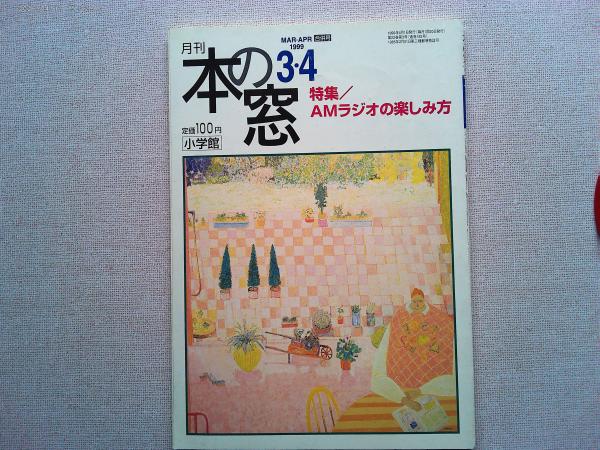 月刊
本の窓
MAR-APR 合併号
1999
3・4
特集／
AMラジオの楽しみ方
定価100円
小学館